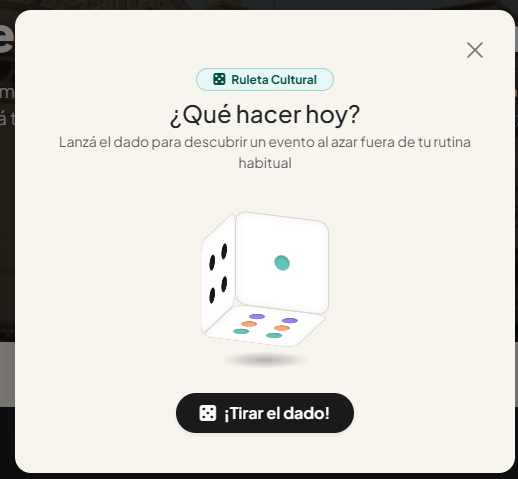 Ruleta Cultural
¿Qué hacer hoy?
Lanzá el dado para descubrir un evento al azar fuera de tu rutina
habitual
¡Tirar el dado!